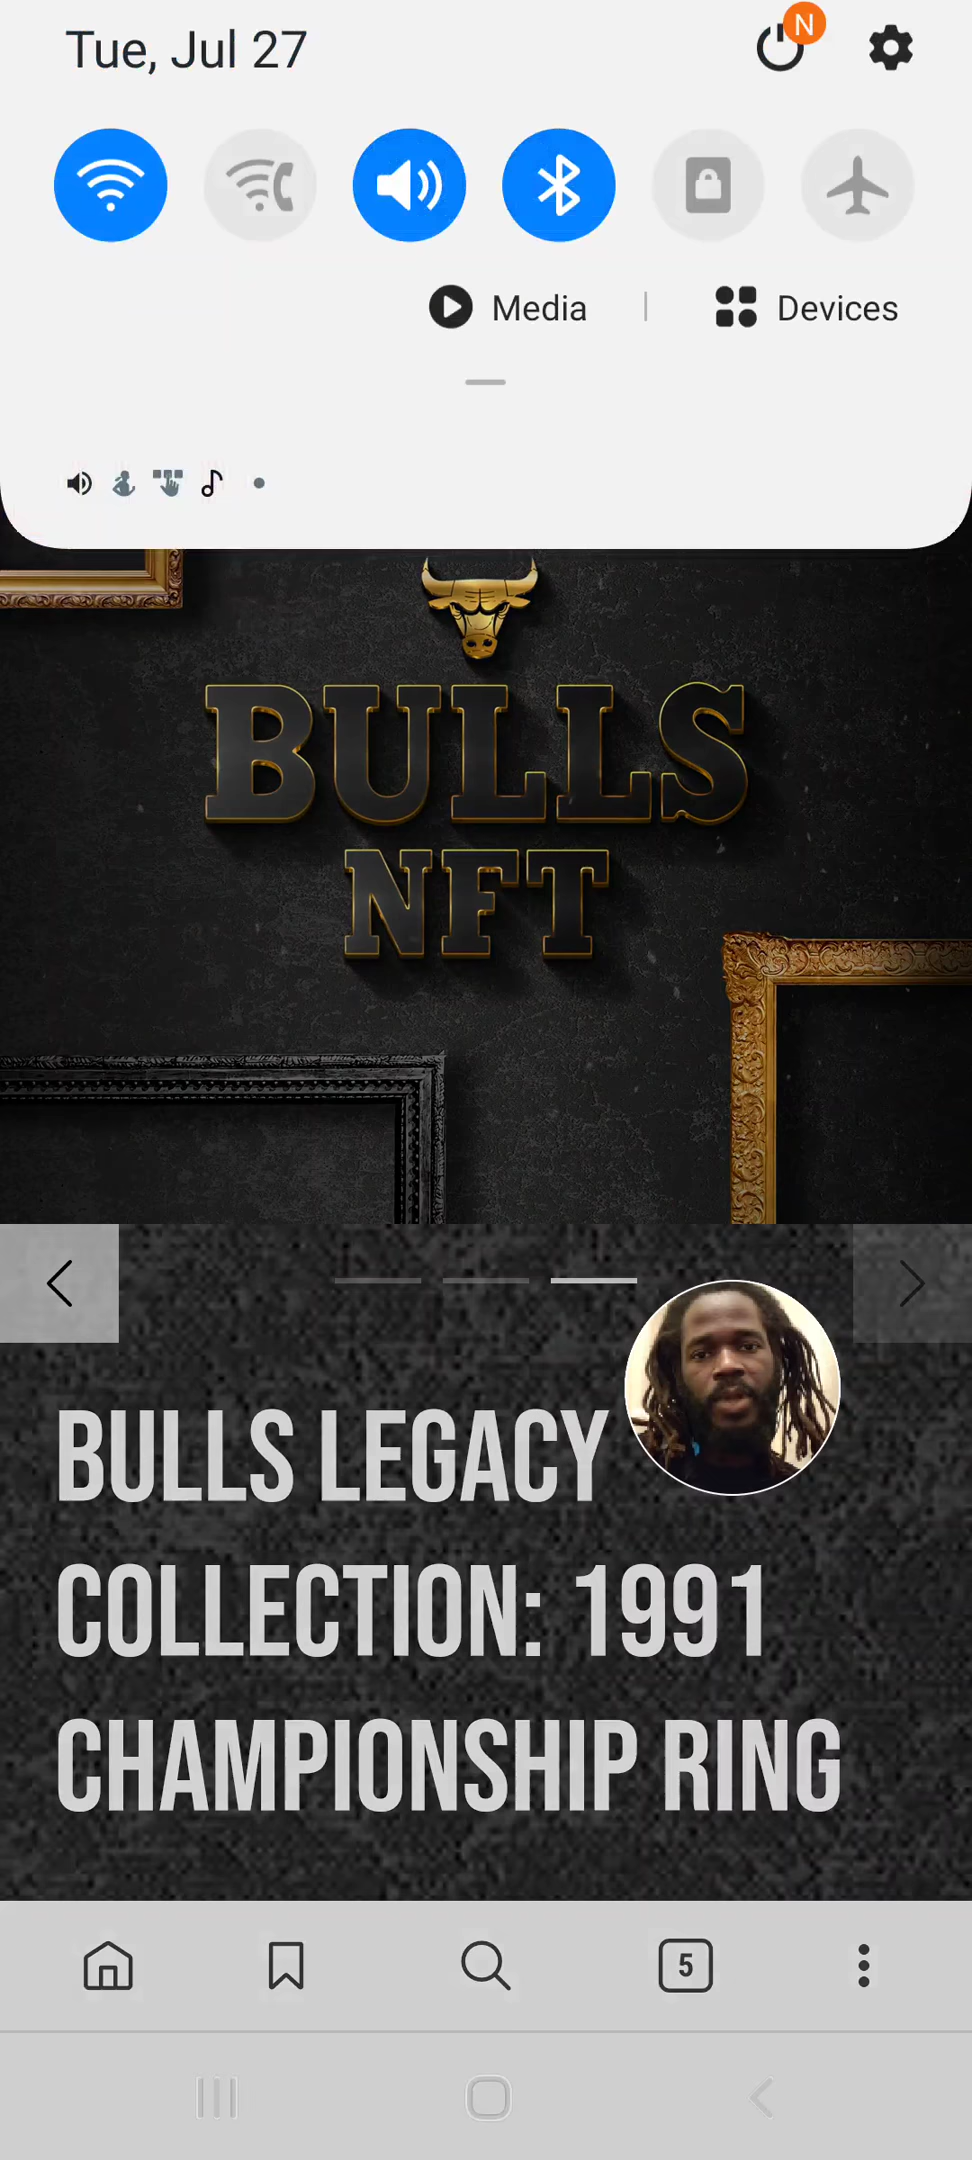 Tue, Jul 27
N
Media
Devices
BULLS
NFT
BULLS LEGACY
COLLECTION: 1991
CHAMPIONSHIP RING
5